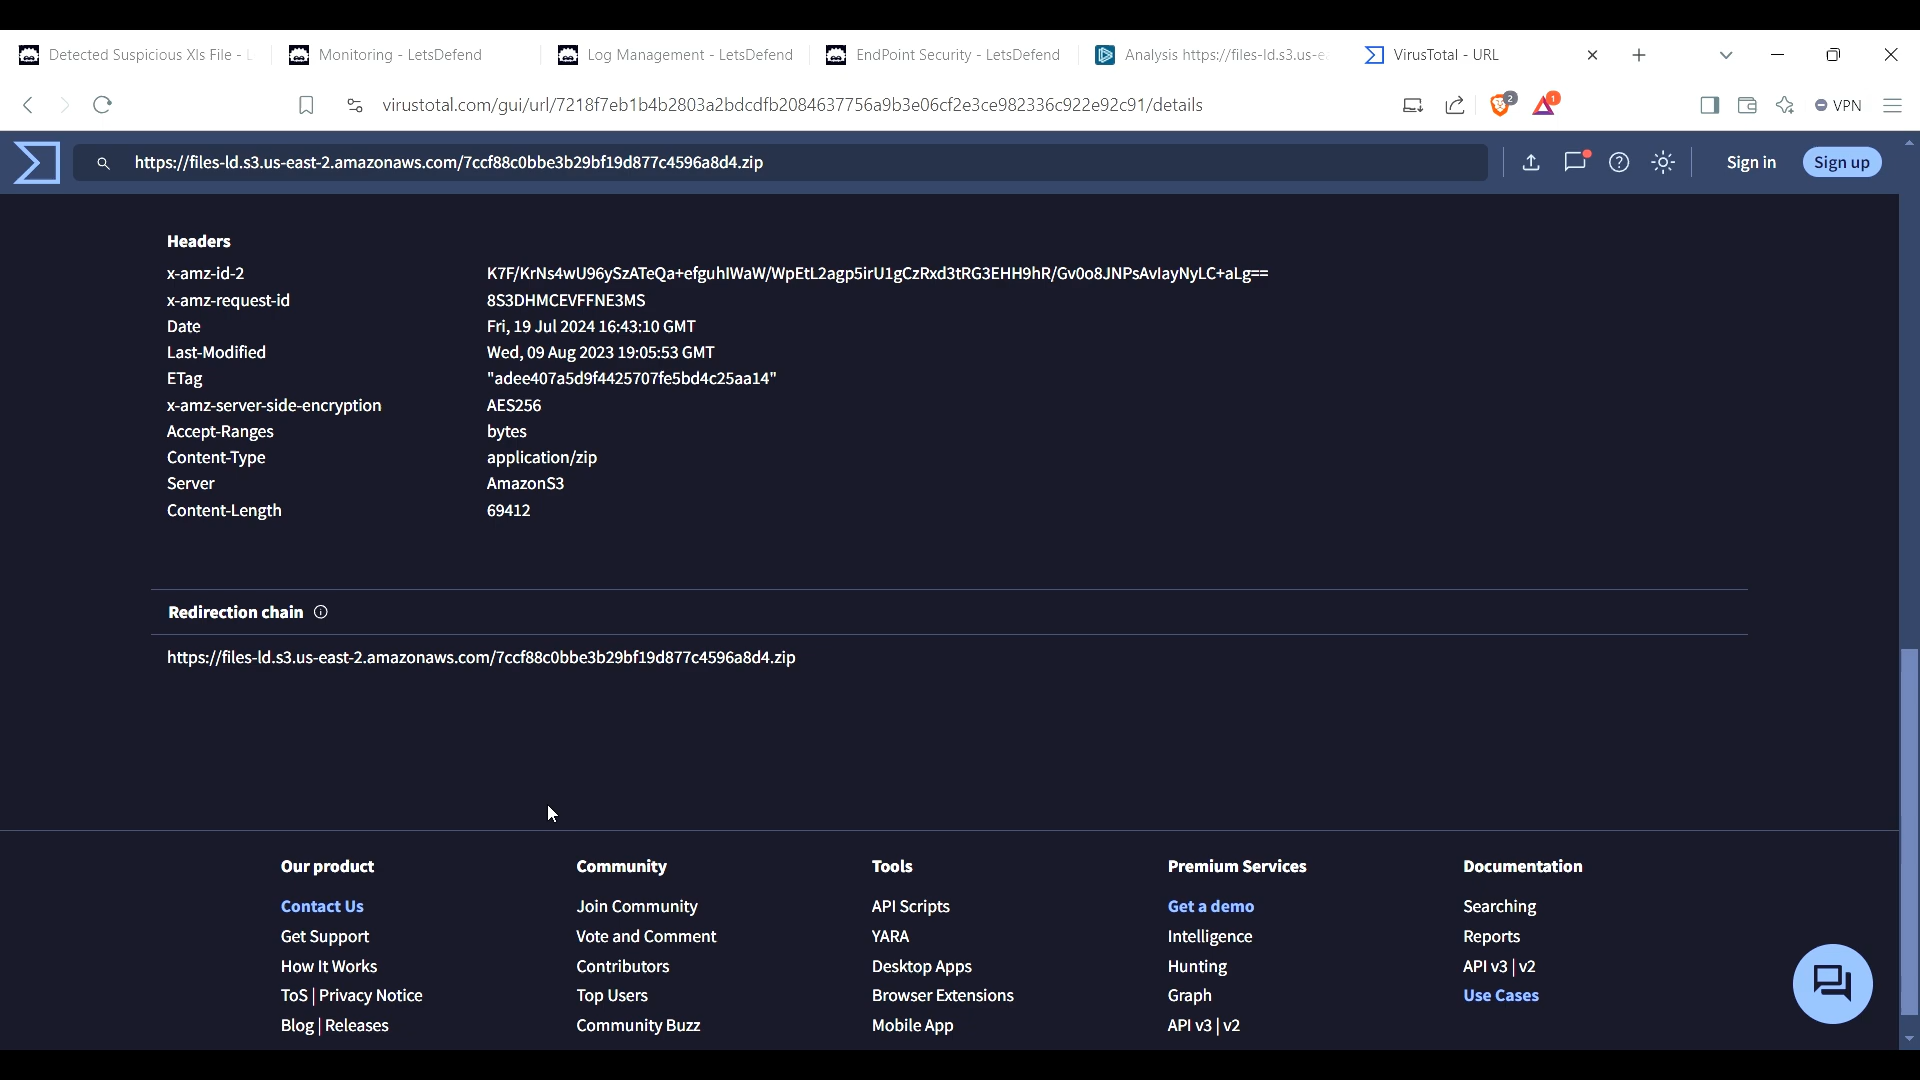 Detected Suspicious Xls File - L
Monitoring - LetsDefend
Log Management - LetsDefend
EndPoint Security - LetsDefend
Analysis https://files-ld.s3.us-ea
VirusTotal - URL
virustotal.com/gui/url/7218f7eb1b4b2803a2bdcdfb2084637756a9b3e06cf2e3ce982336c922e92c91/details
2
1
VPN
https://files-ld.s3.us-east-2.amazonaws.com/7ccf88c0bbe3b29bf19d877c4596a8d4.zip
Sign in
Sign up
Headers
x-amz-id-2 K7F/KrNs4wU96ySzATeQa+efguhIWaW/WpEtL2agp5irU1gCzRxd3tRG3EHH9hR/Gv0o8JNPsAvlayNyLC+aLg==
x-amz-request-id 8S3DHMCEVFFNE3MS
Date Fri, 19 Jul 2024 16:43:10 GMT
Last-Modified Wed, 09 Aug 2023 19:05:53 GMT
ETag "adee407a5d9f4425707fe5bd4c25aa14"
x-amz-server-side-encryption AES256
Accept-Ranges bytes
Content-Type application/zip
Server AmazonS3
Content-Length 69412
Redirection chain
https://files-ld.s3.us-east-2.amazonaws.com/7ccf88c0bbe3b29bf19d877c4596a8d4.zip
Our product
Contact Us
Get Support
How It Works
ToS | Privacy Notice
Blog | Releases
Community
Join Community
Vote and Comment
Contributors
Top Users
Community Buzz
Tools
API Scripts
YARA
Desktop Apps
Browser Extensions
Mobile App
Premium Services
Get a demo
Intelligence
Hunting
Graph
API v3 | v2
Documentation
Searching
Reports
API v3 | v2
Use Cases